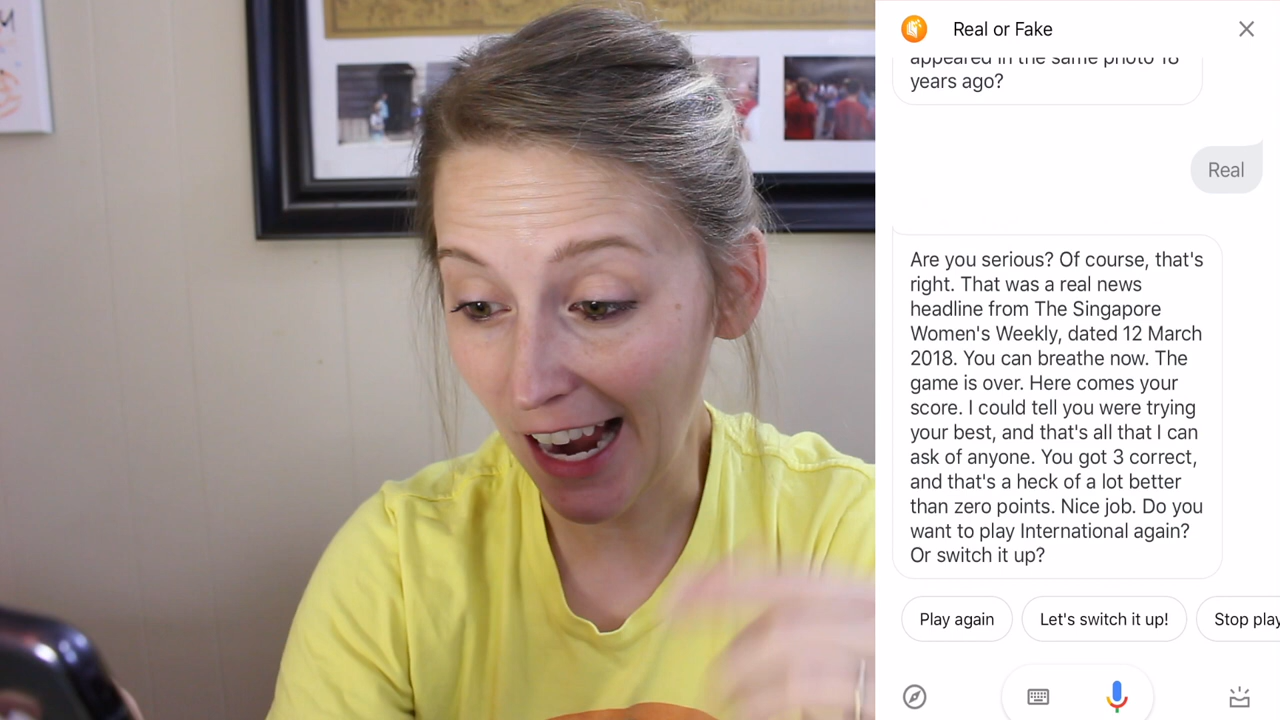 Real or Fake
appeared in the same photo 18
years ago?
Real
Are you serious? Of course, that's
right. That was a real news
headline from The Singapore
Women's Weekly, dated 12 March
2018. You can breathe now. The
game is over. Here comes your
score. I could tell you were trying
your best, and that's all that I can
ask of anyone. You got 3 correct,
and that's a heck of a lot better
than zero points. Nice job. Do you
want to play International again?
Or switch it up?
Play again
Let's switch it up!
Stop play